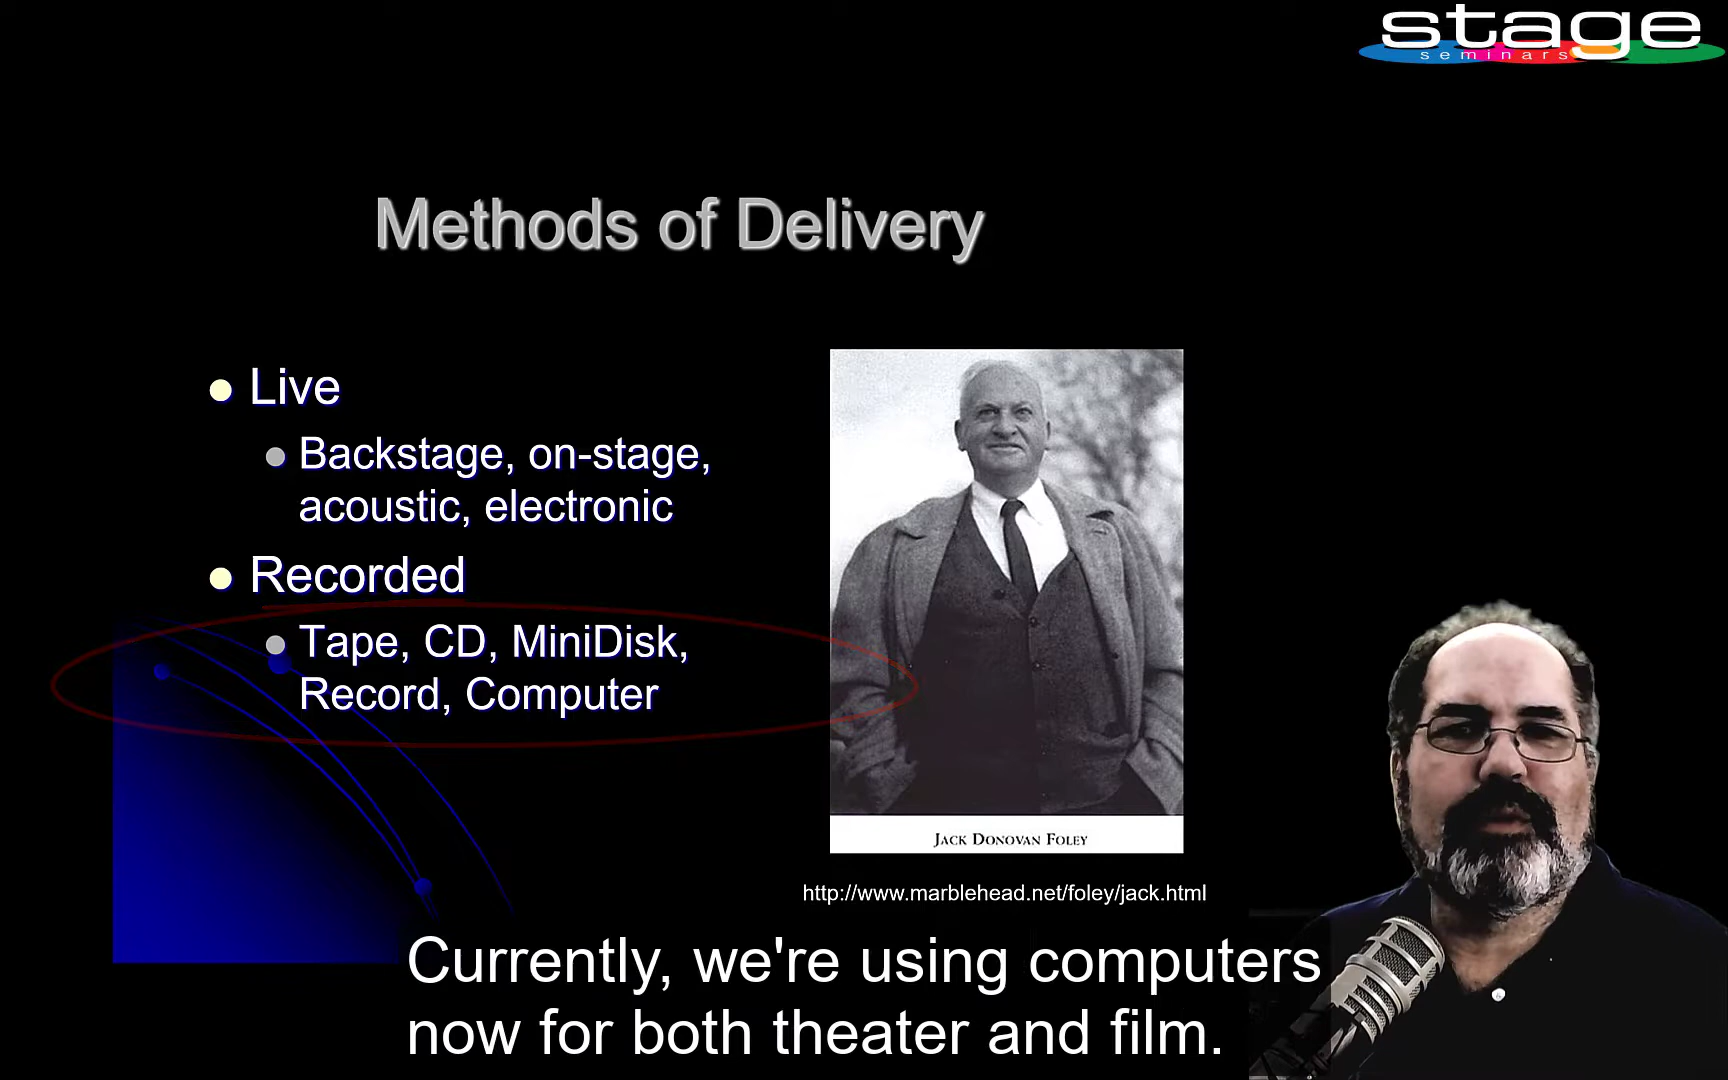 stage
seminars
Methods of Delivery
Live
Backstage, on-stage,
acoustic, electronic
Recorded
Tape, CD, MiniDisk,
Record, Computer
JACK DONOVAN FOLEY
http://www.marblehead.net/foley/jack.html
Currently, we're using computers
now for both theater and film.